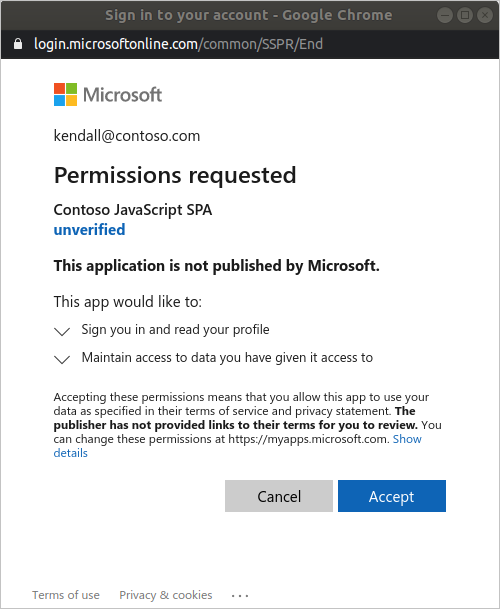 Sign in to your account - Google Chrome
login.microsoftonline.com/common/SSPR/End
Microsoft
kendall@contoso.com
Permissions requested
Contoso JavaScript SPA
unverified
This application is not published by Microsoft.
This app would like to:
Sign you in and read your profile
Maintain access to data you have given it access to
Accepting these permissions means that you allow this app to use your
data as specified in their terms of service and privacy statement. The
publisher has not provided links to their terms for you to review. You
can change these permissions at https://myapps.microsoft.com. Show
details
Cancel Accept
Terms of use Privacy & cookies ...